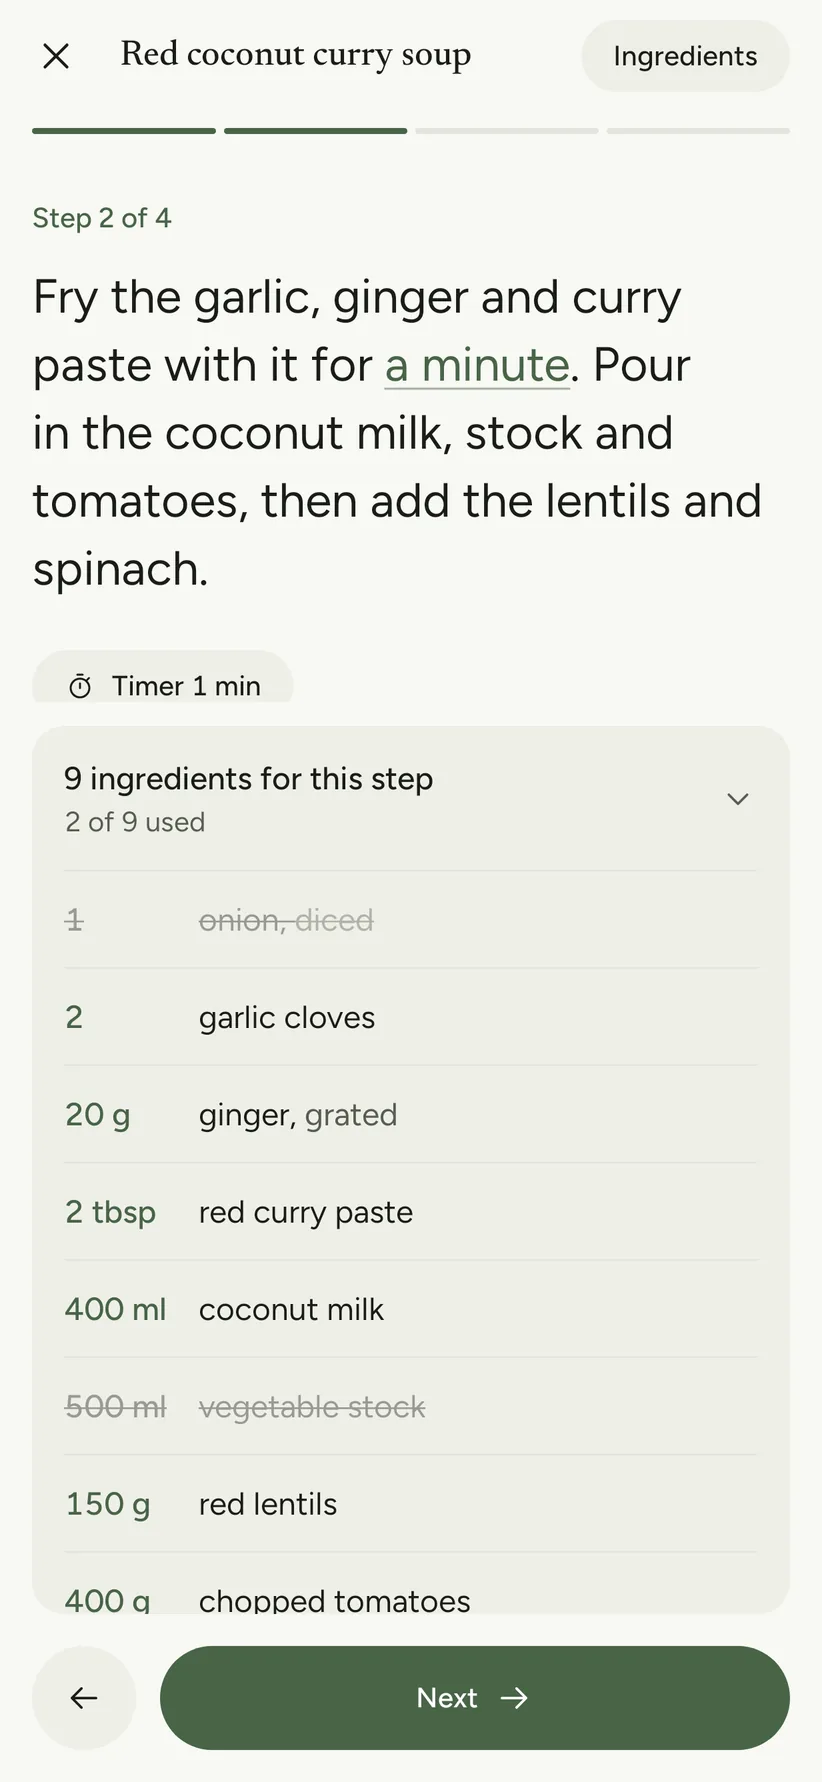 Red coconut curry soup
Ingredients
Step 2 of 4
Fry the garlic, ginger and curry
paste with it for a minute. Pour
in the coconut milk, stock and
tomatoes, then add the lentils and
spinach.
Timer 1 min
9 ingredients for this step
2 of 9 used
1 onion, diced
2 garlic cloves
20 g ginger, grated
2 tbsp red curry paste
400 ml coconut milk
500 ml vegetable stock
150 g red lentils
400 g chopped tomatoes
Next